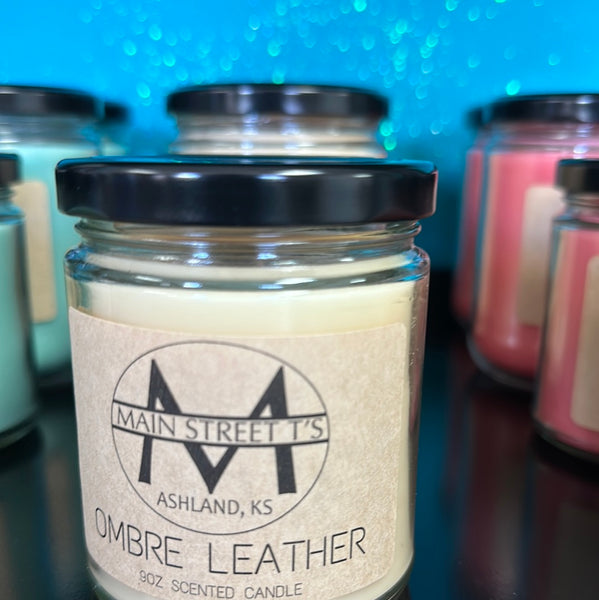 M
MAIN STREET T'S
ASHLAND, KS
OMBRE LEATHER
9OZ SCENTED CANDLE